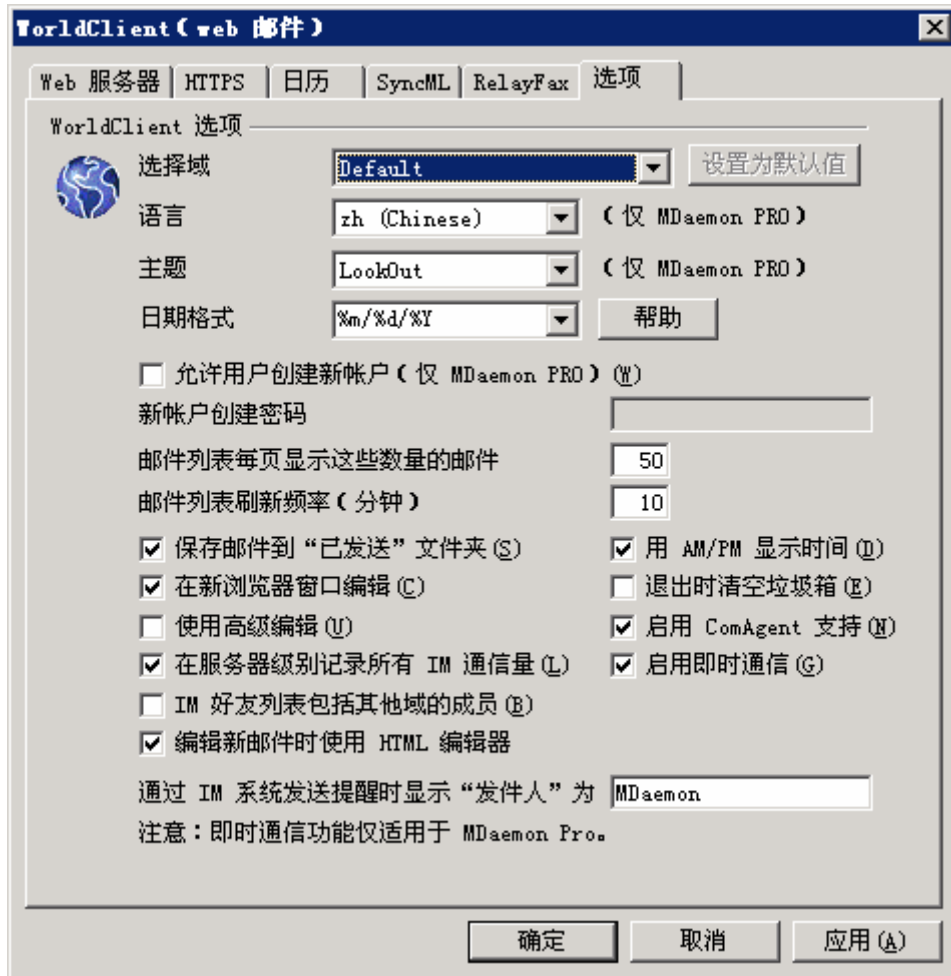 WorldClient（web 邮件）
Web 服务器 HTTPS 日历 SyncML RelayFax 选项
WorldClient 选项
选择域 Default 设置为默认值
语言 zh (Chinese) （仅 MDaemon PRO）
主题 LookOut （仅 MDaemon PRO）
日期格式 %m/%d/%Y 帮助
允许用户创建新帐户（仅 MDaemon PRO）(W)
新帐户创建密码
邮件列表每页显示这些数量的邮件 50
邮件列表刷新频率（分钟） 10
保存邮件到“已发送”文件夹(S) 用 AM/PM 显示时间(D)
在新浏览器窗口编辑(C) 退出时清空垃圾箱(E)
使用高级编辑(U) 启用 ComAgent 支持(N)
在服务器级别记录所有 IM 通信量(L) 启用即时通信(G)
IM 好友列表包括其他域的成员(B)
编辑新邮件时使用 HTML 编辑器
通过 IM 系统发送提醒时显示“发件人”为 MDaemon
注意：即时通信功能仅适用于 MDaemon Pro。
确定 取消 应用(A)